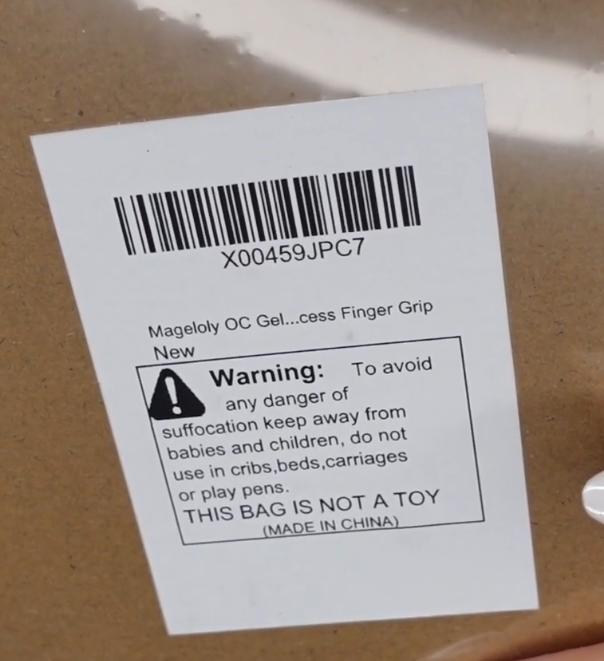 X00459JPC7
Mageloly OC Gel...cess Finger Grip
New
Warning: To avoid
any danger of
suffocation keep away from
babies and children, do not
use in cribs,beds,carriages
or play pens.
THIS BAG IS NOT A TOY
(MADE IN CHINA)